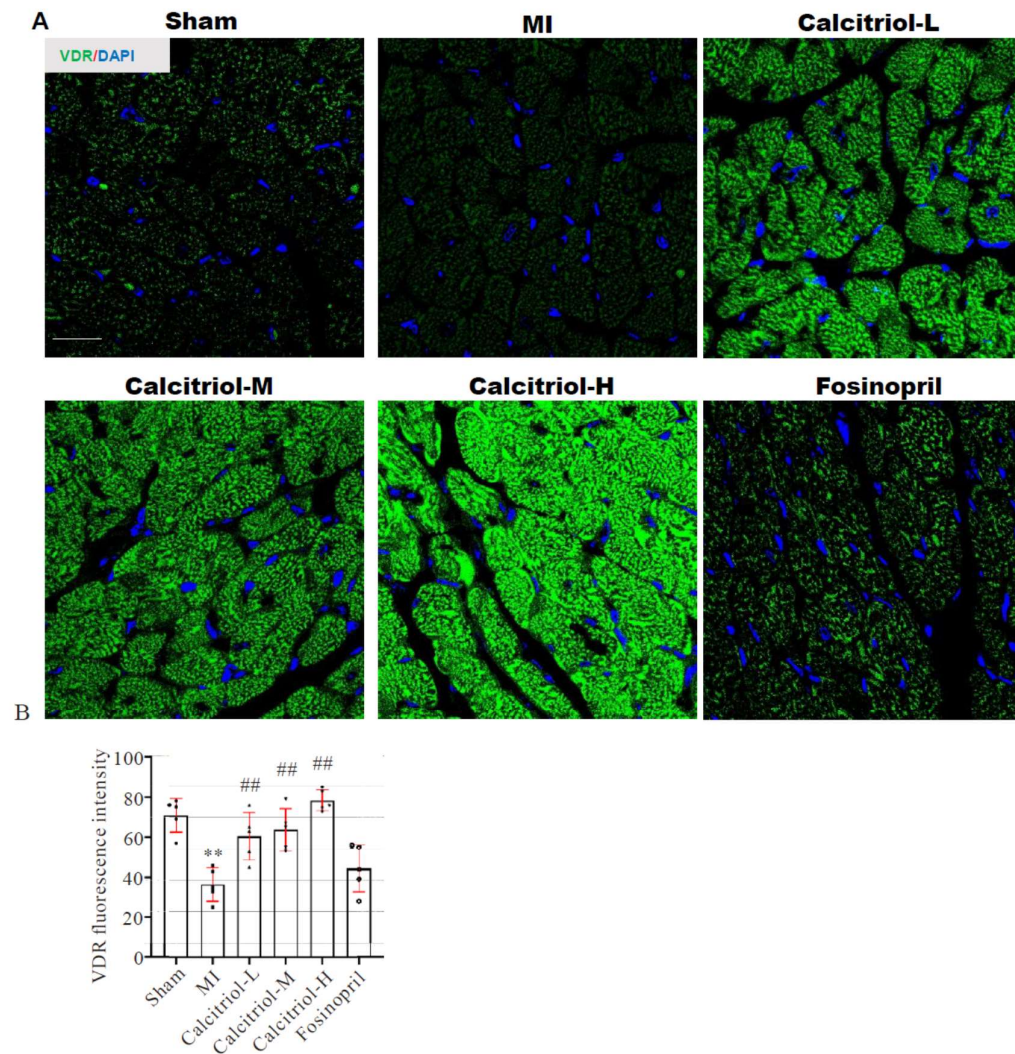 A
Sham
MI
Calcitriol-L
VDR/DAPI
Calcitriol-M
Calcitriol-H
Fosinopril
B
VDR fluorescence intensity
100
80
60
40
20
0
**
##
##
##
Sham
MI
Calcitriol-L
Calcitriol-M
Calcitriol-H
Fosinopril